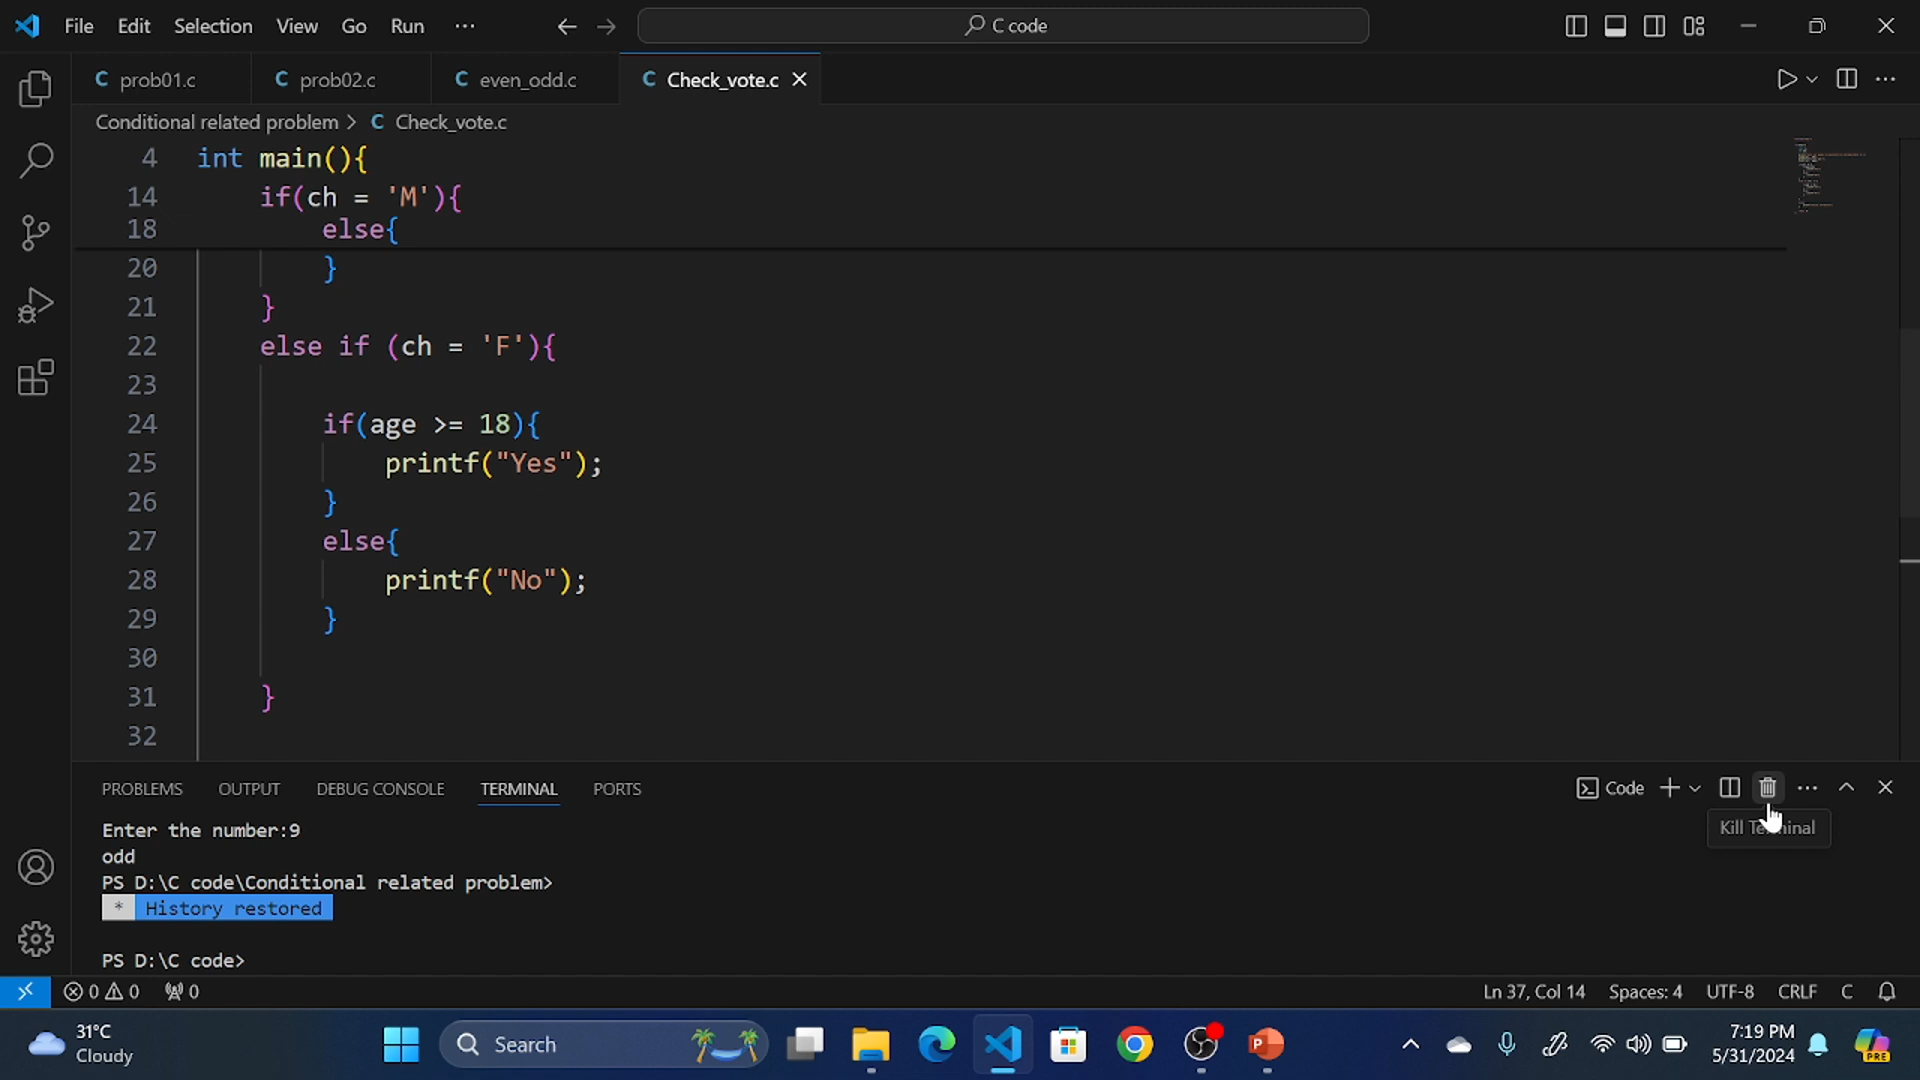 File Edit Selection View Go Run ···
C code
C prob01.c C prob02.c C even_odd.c C Check_vote.c
Conditional related problem > C Check_vote.c
4 int main(){
14 if(ch = 'M'){
18 else{
20 }
21 }
22 else if (ch = 'F'){
23
24 if(age >= 18){
25 printf("Yes");
26 }
27 else{
28 printf("No");
29 }
30
31 }
32
PROBLEMS OUTPUT DEBUG CONSOLE TERMINAL PORTS
Code
Kill Terminal
Enter the number:9
odd
PS D:\C code\Conditional related problem>
* History restored
PS D:\C code>
0 0 0
Ln 37, Col 14 Spaces: 4 UTF-8 CRLF C
31°C
Cloudy
Search
7:19 PM
5/31/2024
PRE